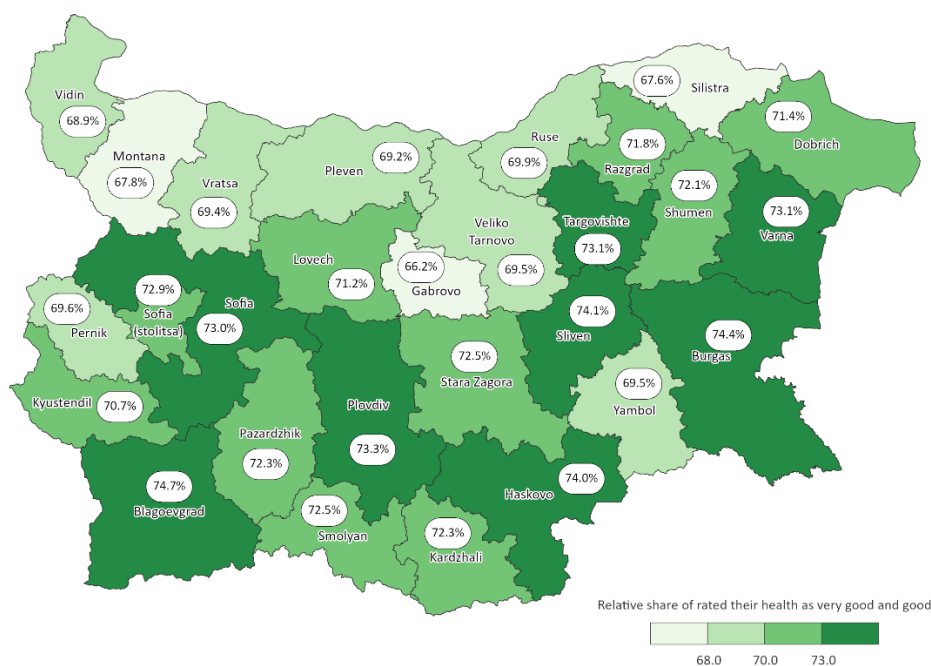 67.6%
Silistra
Vidin
68.9%
71.4%
Dobrich
Ruse
69.9%
71.8%
Razgrad
Montana
67.8%
Pleven
69.2%
Vratsa
69.4%
72.1%
Shumen
Targovishte
73.1%
73.1%
Varna
Veliko
Tarnovo
69.5%
Lovech
71.2%
66.2%
Gabrovo
72.9%
Sofia
(stolitsa)
Sofia
73.0%
69.6%
Pernik
74.1%
Sliven
74.4%
Burgas
72.5%
Stara Zagora
69.5%
Yambol
Kyustendil
70.7%
Plovdiv
73.3%
Pazardzhik
72.3%
74.7%
Blagoevgrad
74.0%
Haskovo
72.5%
Smolyan
72.3%
Kardzhali
Relative share of rated their health as very good and good
68.0 70.0 73.0